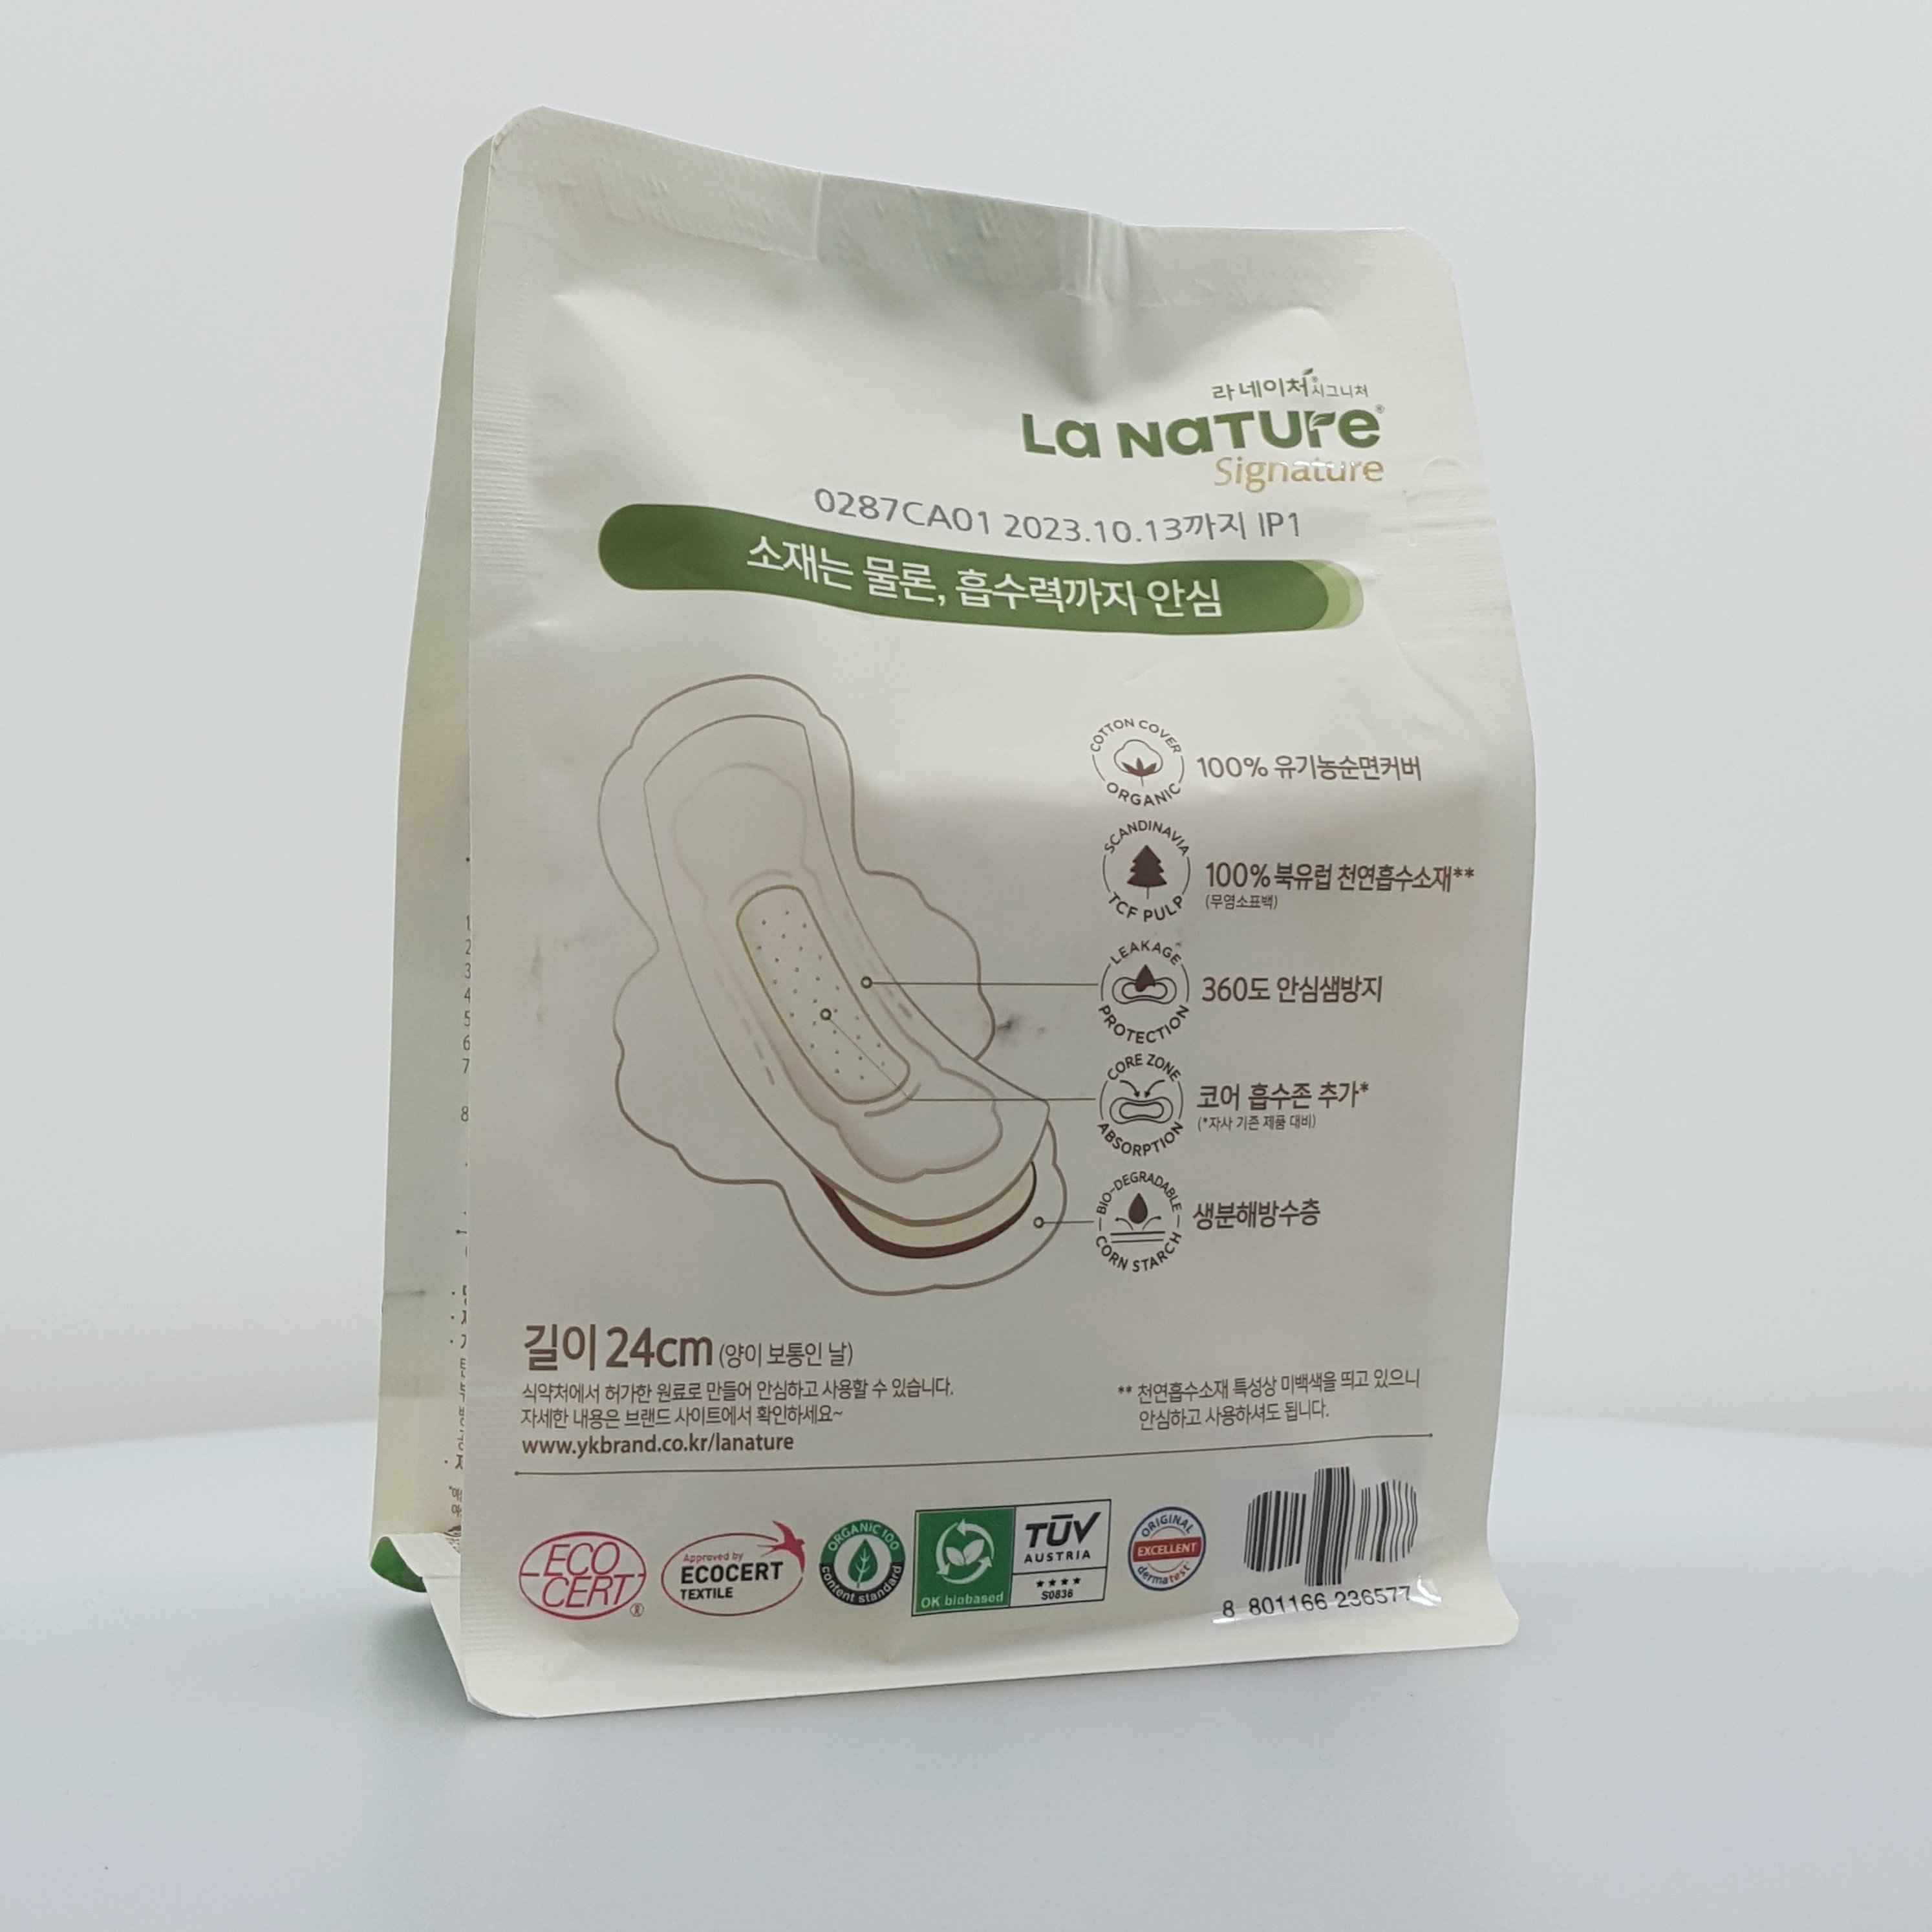 라 네이처® 시그니처
La NaTUre®
Signature
0287CA01 2023.10.13까지 IP1
소재는 물론, 흡수력까지 안심
COTTON COVER
ORGANIC
100% 유기농순면커버
SCANDINAVIA
TCF PULP
100% 북유럽 천연흡수소재**
(무염소표백)
LEAKAGE
PROTECTION
360도 안심샘방지
CORE ZONE
ABSORPTION
코어 흡수존 추가*
(*자사 기존 제품 대비)
BIO-DEGRADABLE
CORN STARCH
생분해방수층
길이 24cm (양이 보통인 날)
식약처에서 허가한 원료로 만들어 안심하고 사용할 수 있습니다.
자세한 내용은 브랜드 사이트에서 확인하세요~
www.ykbrand.co.kr/lanature
** 천연흡수소재 특성상 미백색을 띄고 있으니
안심하고 사용하셔도 됩니다.
ECO
CERT®
Approved by
ECOCERT
TEXTILE
ORGANIC 100
content standard
OK biobased
TÜV
AUSTRIA
★★★★
S0836
ORIGINAL
EXCELLENT
dermatest
8 801166 236577
1
2
3
4
5
6
7
8